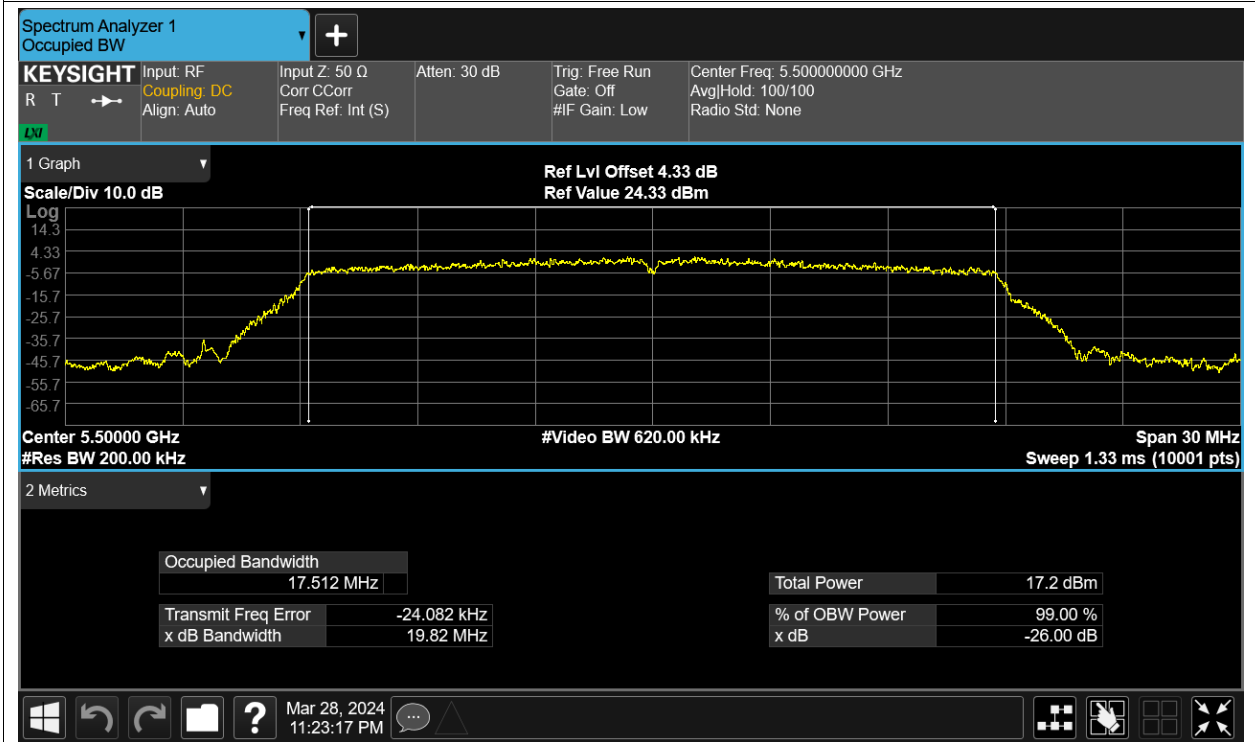 Spectrum Analyzer 1
Occupied BW
KEYSIGHT
R T
LXI
Input: RF
Coupling: DC
Align: Auto
Input Z: 50 Ω
Corr CCorr
Freq Ref: Int (S)
Atten: 30 dB
Trig: Free Run
Gate: Off
#IF Gain: Low
Center Freq: 5.500000000 GHz
Avg|Hold: 100/100
Radio Std: None
1 Graph
Scale/Div 10.0 dB
Ref Lvl Offset 4.33 dB
Ref Value 24.33 dBm
Log
14.3
4.33
-5.67
-15.7
-25.7
-35.7
-45.7
-55.7
-65.7
Center 5.50000 GHz
#Video BW 620.00 kHz
Span 30 MHz
#Res BW 200.00 kHz
Sweep 1.33 ms (10001 pts)
2 Metrics
Occupied Bandwidth
17.512 MHz
Total Power 17.2 dBm
Transmit Freq Error -24.082 kHz
% of OBW Power 99.00 %
x dB Bandwidth 19.82 MHz
x dB -26.00 dB
?
Mar 28, 2024
11:23:17 PM